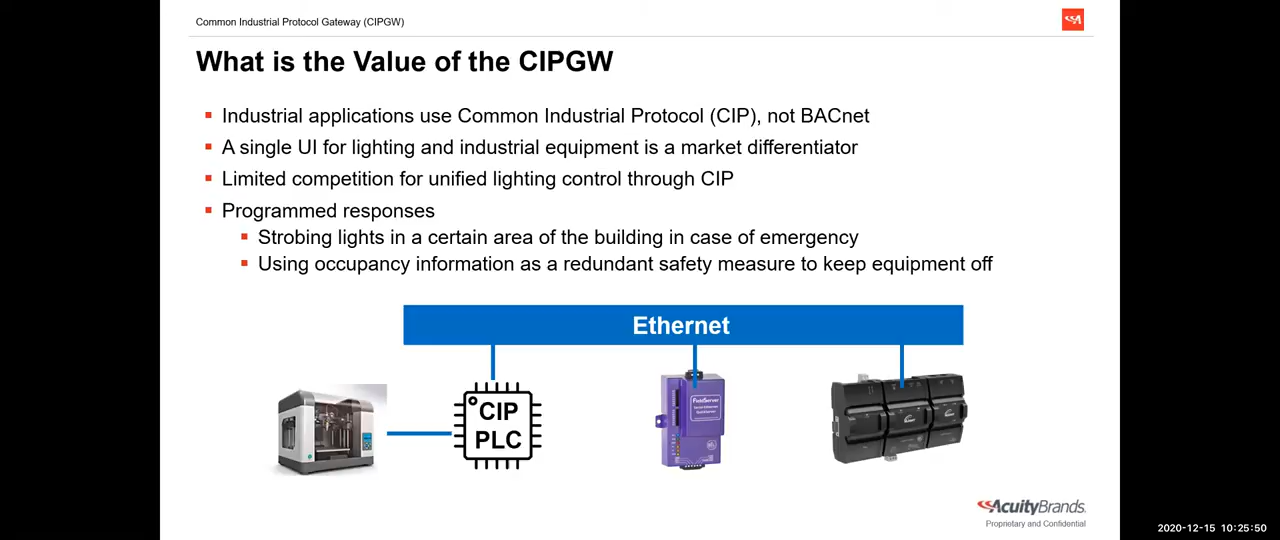 Common Industrial Protocol Gateway (CIPGW)
What is the Value of the CIPGW
Industrial applications use Common Industrial Protocol (CIP), not BACnet
A single UI for lighting and industrial equipment is a market differentiator
Limited competition for unified lighting control through CIP
Programmed responses
Strobing lights in a certain area of the building in case of emergency
Using occupancy information as a redundant safety measure to keep equipment off
Ethernet
CIP
PLC
FieldServer
AcuityBrands.
Proprietary and Confidential
2020-12-15 10:25:50